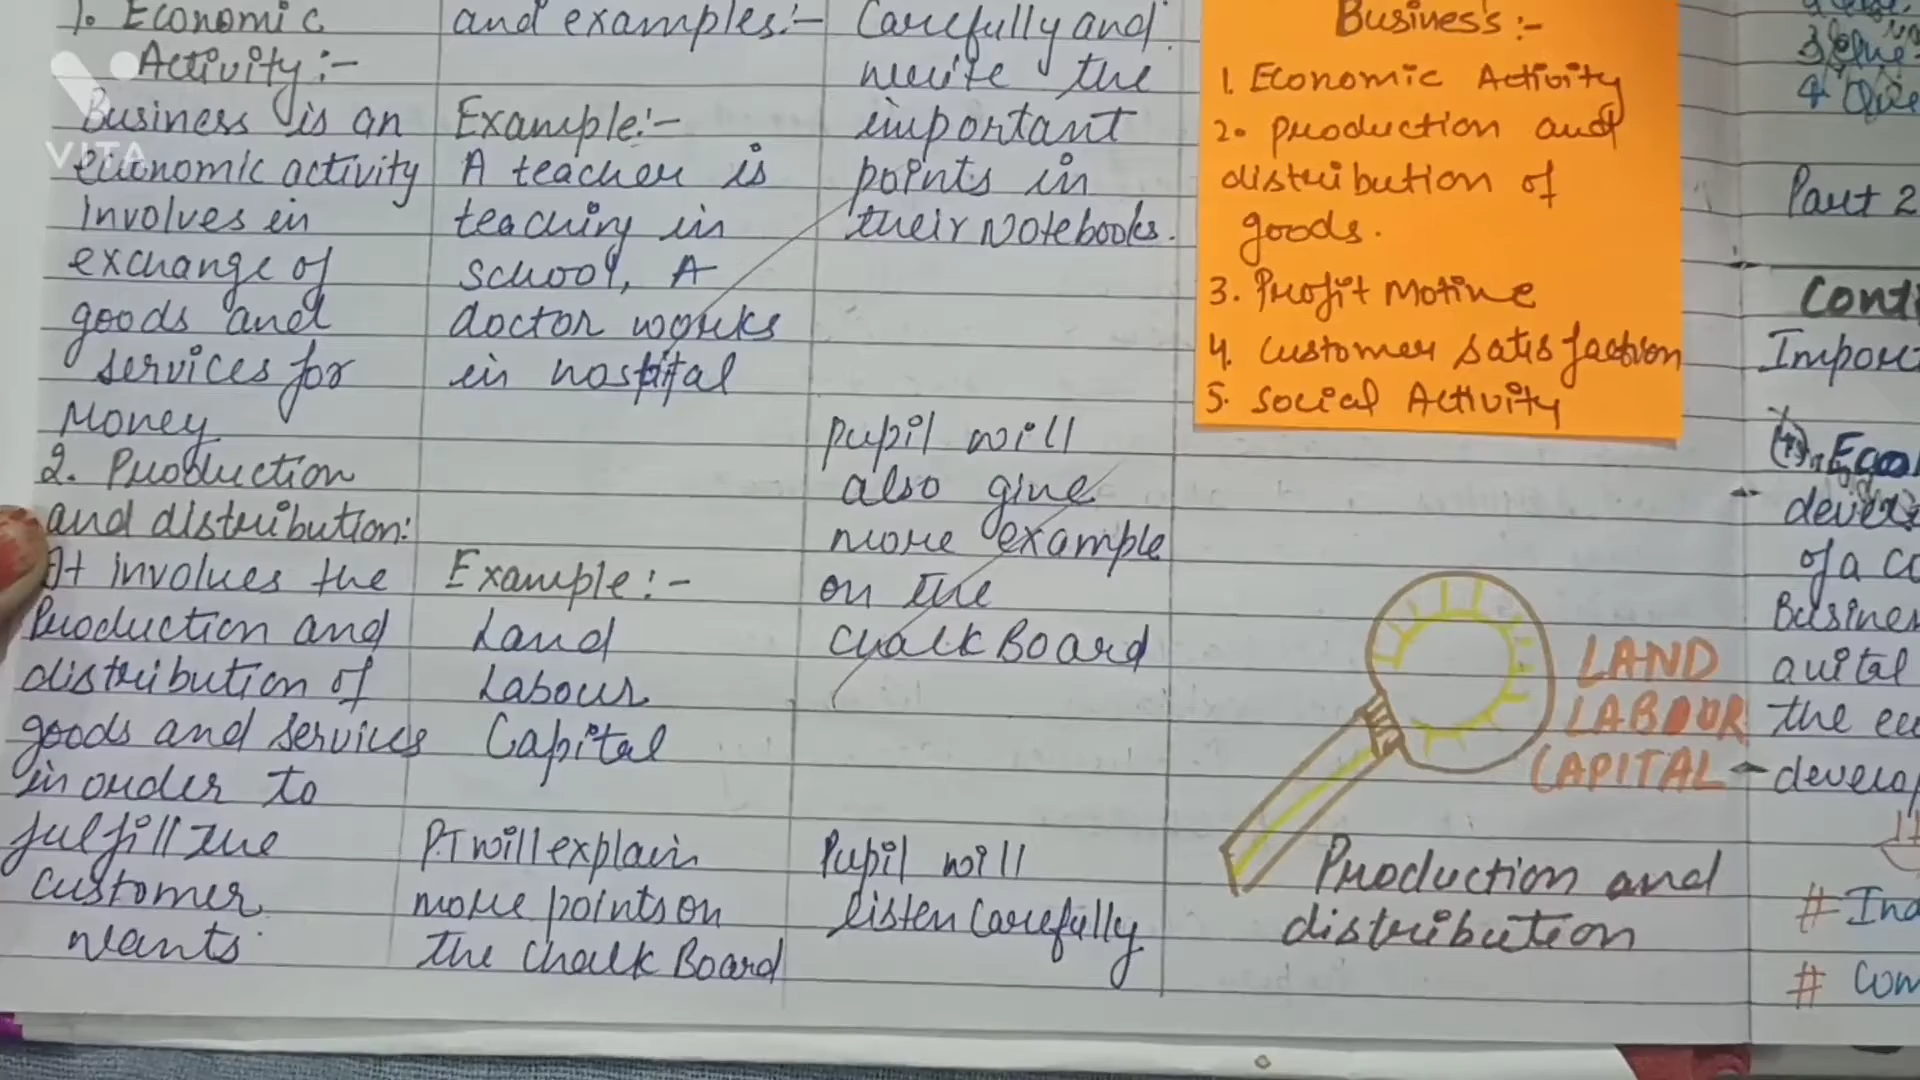 1. Economic
Activity:-
Business is an
economic activity
involves in
exchange of
goods and
services for
Money
2. Production
and distribution:
It involves the
Production and
distribution of
goods and services
in order to
fulfill the
customer
wants.
and examples:-
Example:-
A teacher is
teaching in
school, A
doctor works
in hospital
Example:-
Land
Labour
Capital
P.T will explain
more points on
the Chalk Board
Carefully and
write the
important
points in
their Notebooks.
pupil will
also give
more example
on the
chalk Board
Pupil will
listen Carefully
Business:-
1. Economic Activity
2. production and
distribution of
goods.
3. Profit Motive
4. Customer satisfaction
5. Social Activity
LAND
LABOUR
CAPITAL
Production and
distribution
Part 2
of a
the
# 
# 
VITA